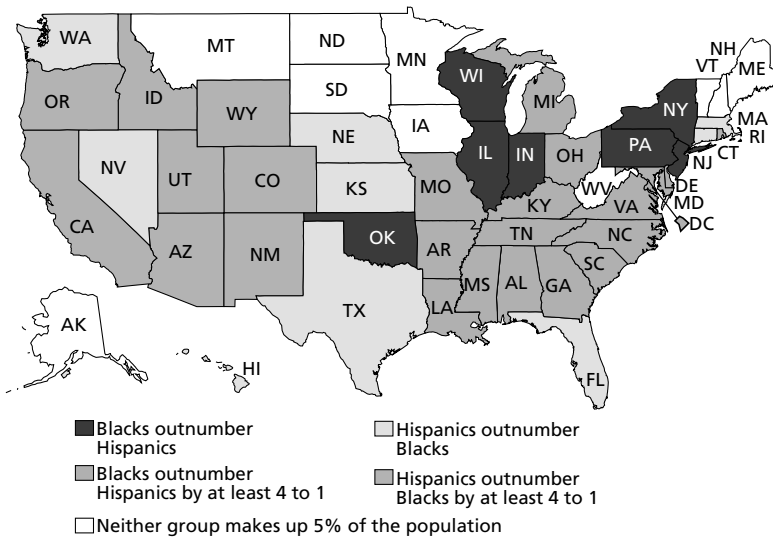 WA
MT
ND
MN
VT
NH
ME
OR
ID
SD
WI
MI
NY
MA
RI
WY
IA
PA
CT
NJ
NV
NE
IL
IN
OH
UT
CO
KS
MO
WV
DE
MD
CA
KY
VA
DC
AZ
NM
OK
AR
TN
NC
SC
MS
AL
GA
TX
LA
AK
HI
FL
Blacks outnumber
Hispanics
Hispanics outnumber
Blacks
Blacks outnumber
Hispanics by at least 4 to 1
Hispanics outnumber
Blacks by at least 4 to 1
Neither group makes up 5% of the population